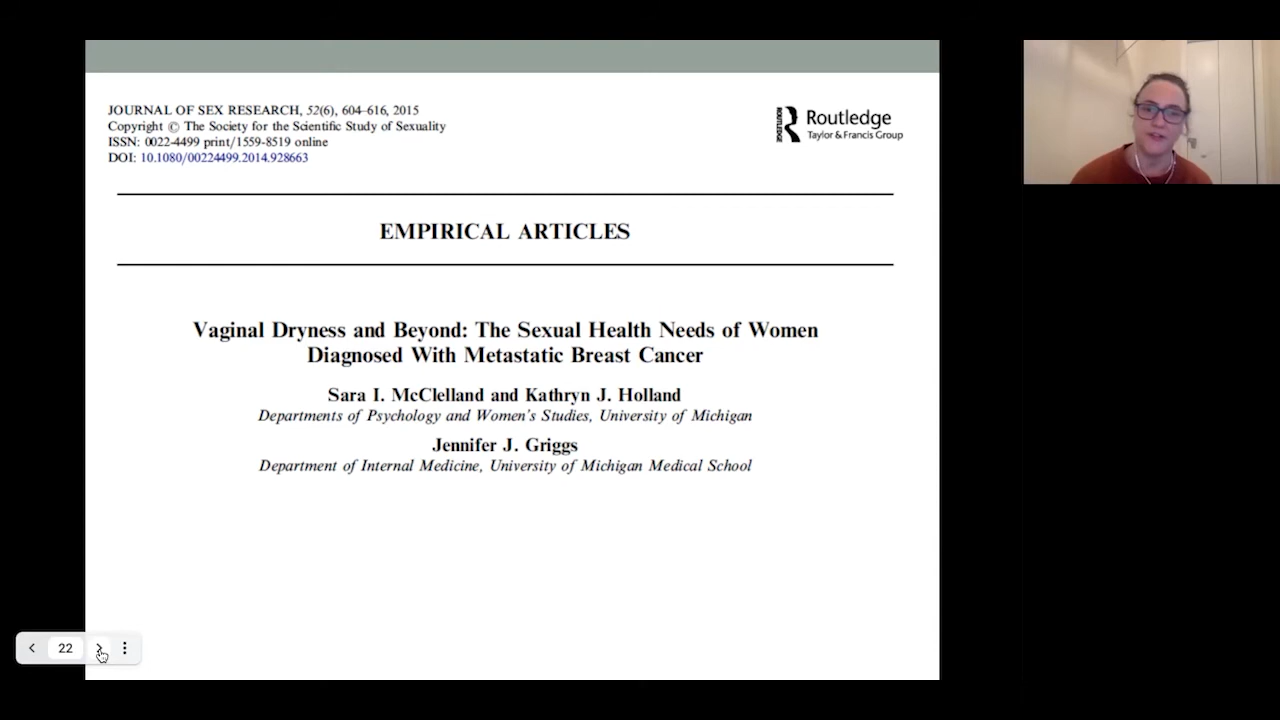 JOURNAL OF SEX RESEARCH, 52(6), 604–616, 2015
Copyright © The Society for the Scientific Study of Sexuality
ISSN: 0022-4499 print/1559-8519 online
DOI: 10.1080/00224499.2014.928663
ROUTLEDGE
Routledge
Taylor & Francis Group
EMPIRICAL ARTICLES
Vaginal Dryness and Beyond: The Sexual Health Needs of Women
Diagnosed With Metastatic Breast Cancer
Sara I. McClelland and Kathryn J. Holland
Departments of Psychology and Women's Studies, University of Michigan
Jennifer J. Griggs
Department of Internal Medicine, University of Michigan Medical School
22